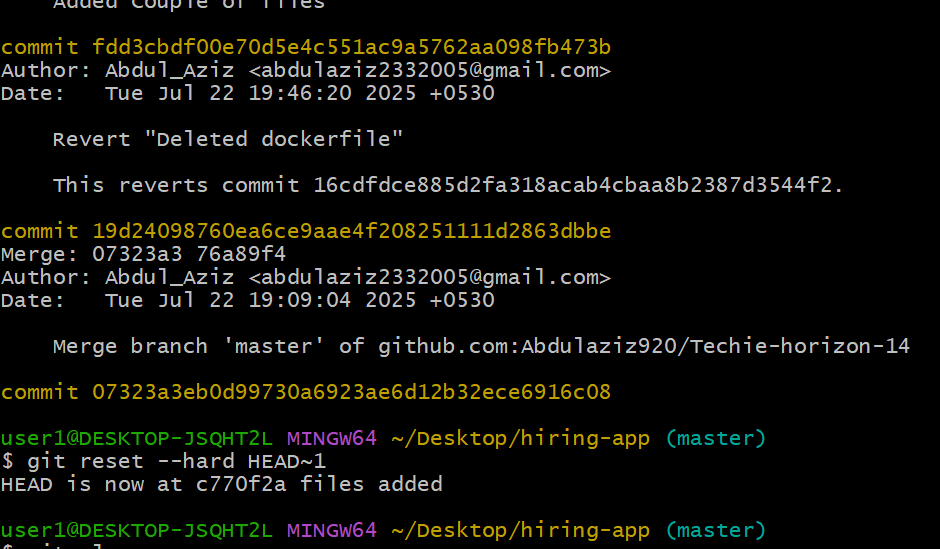 Added Couple of files
commit fdd3cbdf00e70d5e4c551ac9a5762aa098fb473b
Author: Abdul_Aziz <abdulaziz2332005@gmail.com>
Date:   Tue Jul 22 19:46:20 2025 +0530
Revert "Deleted dockerfile"
This reverts commit 16cdfdce885d2fa318acab4cbaa8b2387d3544f2.
commit 19d24098760ea6ce9aae4f208251111d2863dbbe
Merge: 07323a3 76a89f4
Author: Abdul_Aziz <abdulaziz2332005@gmail.com>
Date:   Tue Jul 22 19:09:04 2025 +0530
Merge branch 'master' of github.com:Abdulaziz920/Techie-horizon-14
commit 07323a3eb0d99730a6923ae6d12b32ece6916c08
user1@DESKTOP-JSQHT2L MINGW64 ~/Desktop/hiring-app (master)
$ git reset --hard HEAD~1
HEAD is now at c770f2a files added
user1@DESKTOP-JSQHT2L MINGW64 ~/Desktop/hiring-app (master)